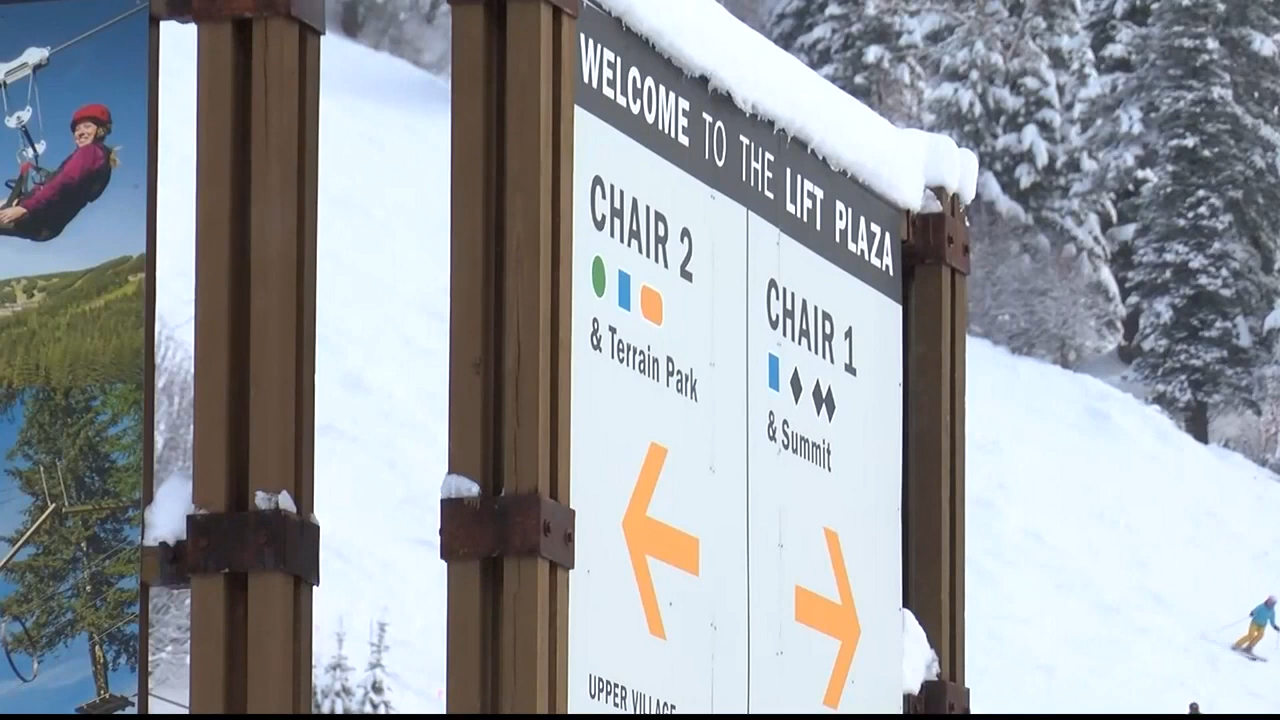 WELCOME TO THE LIFT PLAZA
CHAIR 2
& Terrain Park
CHAIR 1
& Summit
UPPER VILLAGE